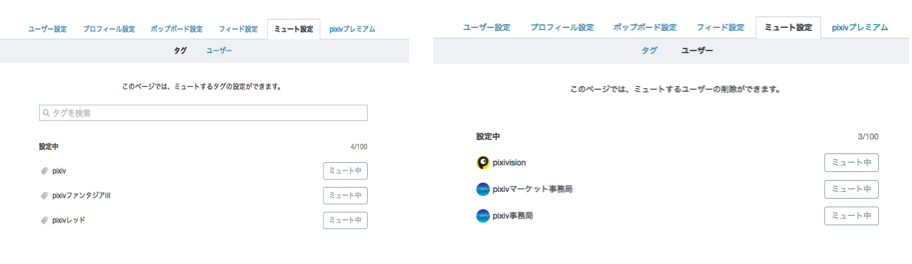 ユーザー設定 プロフィール設定 ポップボード設定 フィード設定 ミュート設定 pixivプレミアム
タグ ユーザー
このページでは、ミュートするタグの設定ができます。
タグを検索
設定中 4/100
pixiv ミュート中
pixivファンタジアIII ミュート中
pixivレッド ミュート中
ユーザー設定 プロフィール設定 ポップボード設定 フィード設定 ミュート設定 pixivプレミアム
タグ ユーザー
このページでは、ミュートするユーザーの削除ができます。
設定中 3/100
pixivision ミュート中
pixivマーケット事務局 ミュート中
pixiv事務局 ミュート中